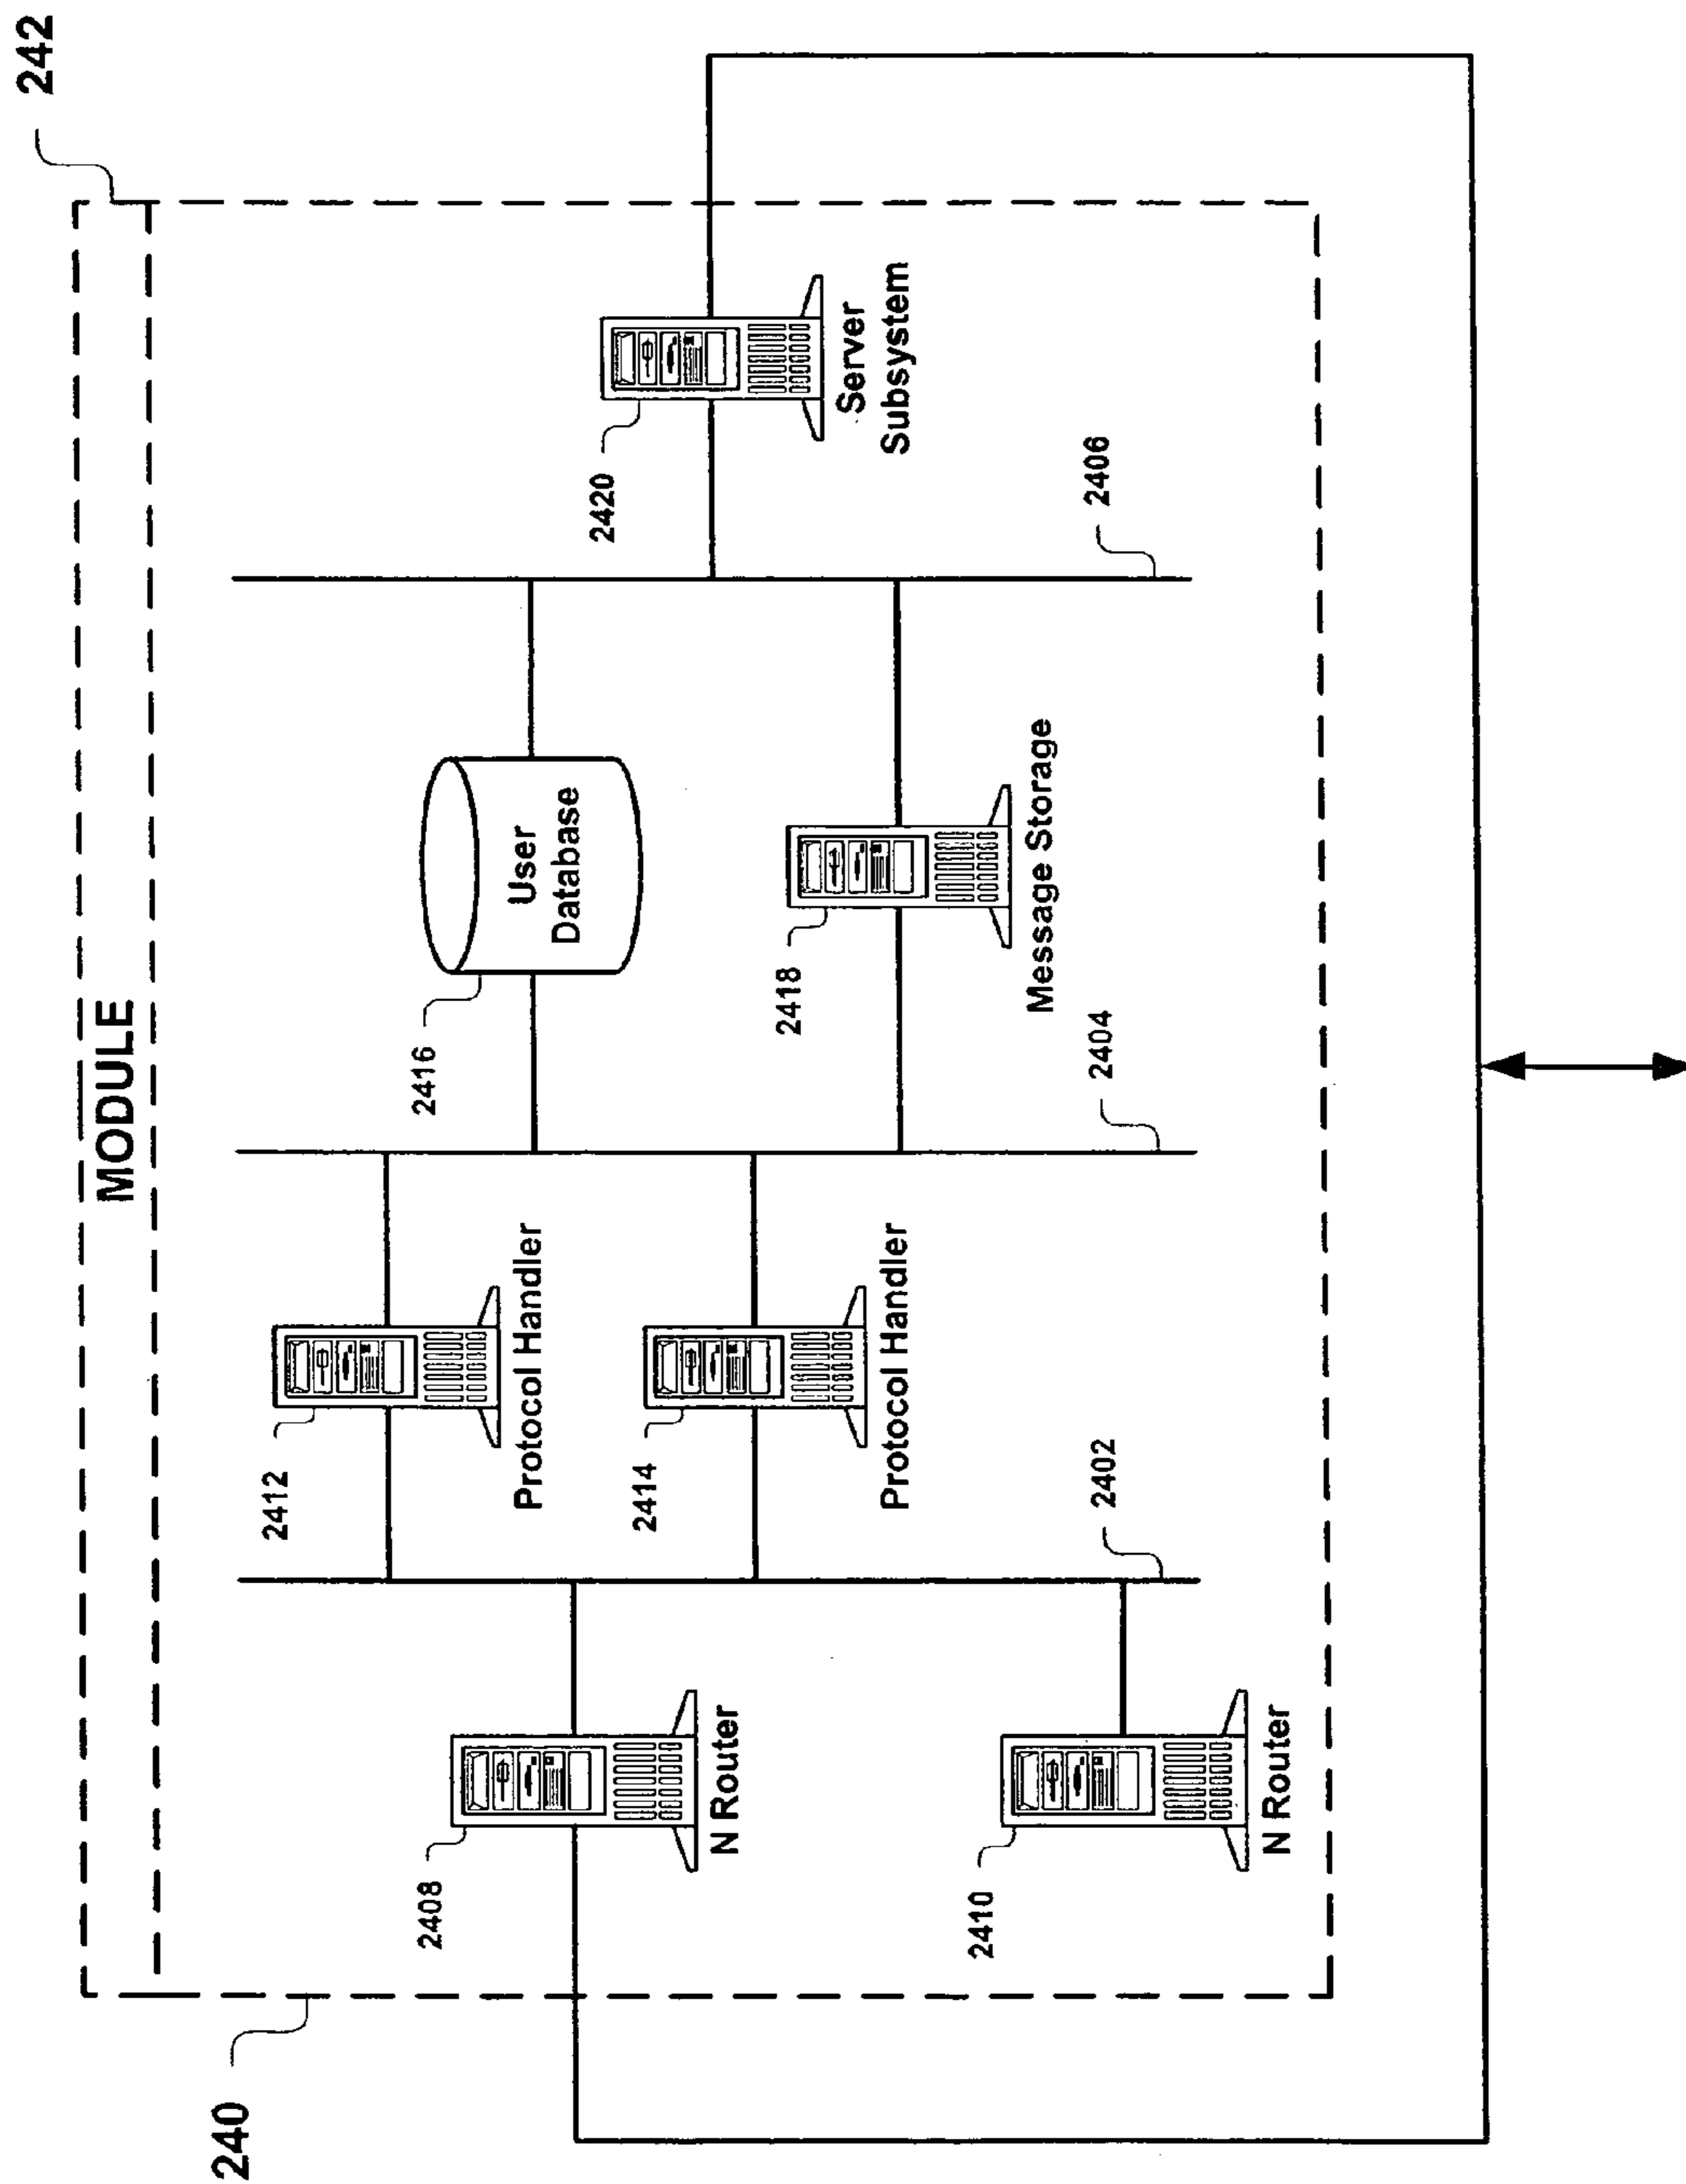 242
MODULE
240
2408
N Router
2410
N Router
2412
Protocol Handler
2414
Protocol Handler
2402
2416
User
Database
2418
Message Storage
2404
2420
Server
Subsystem
2406